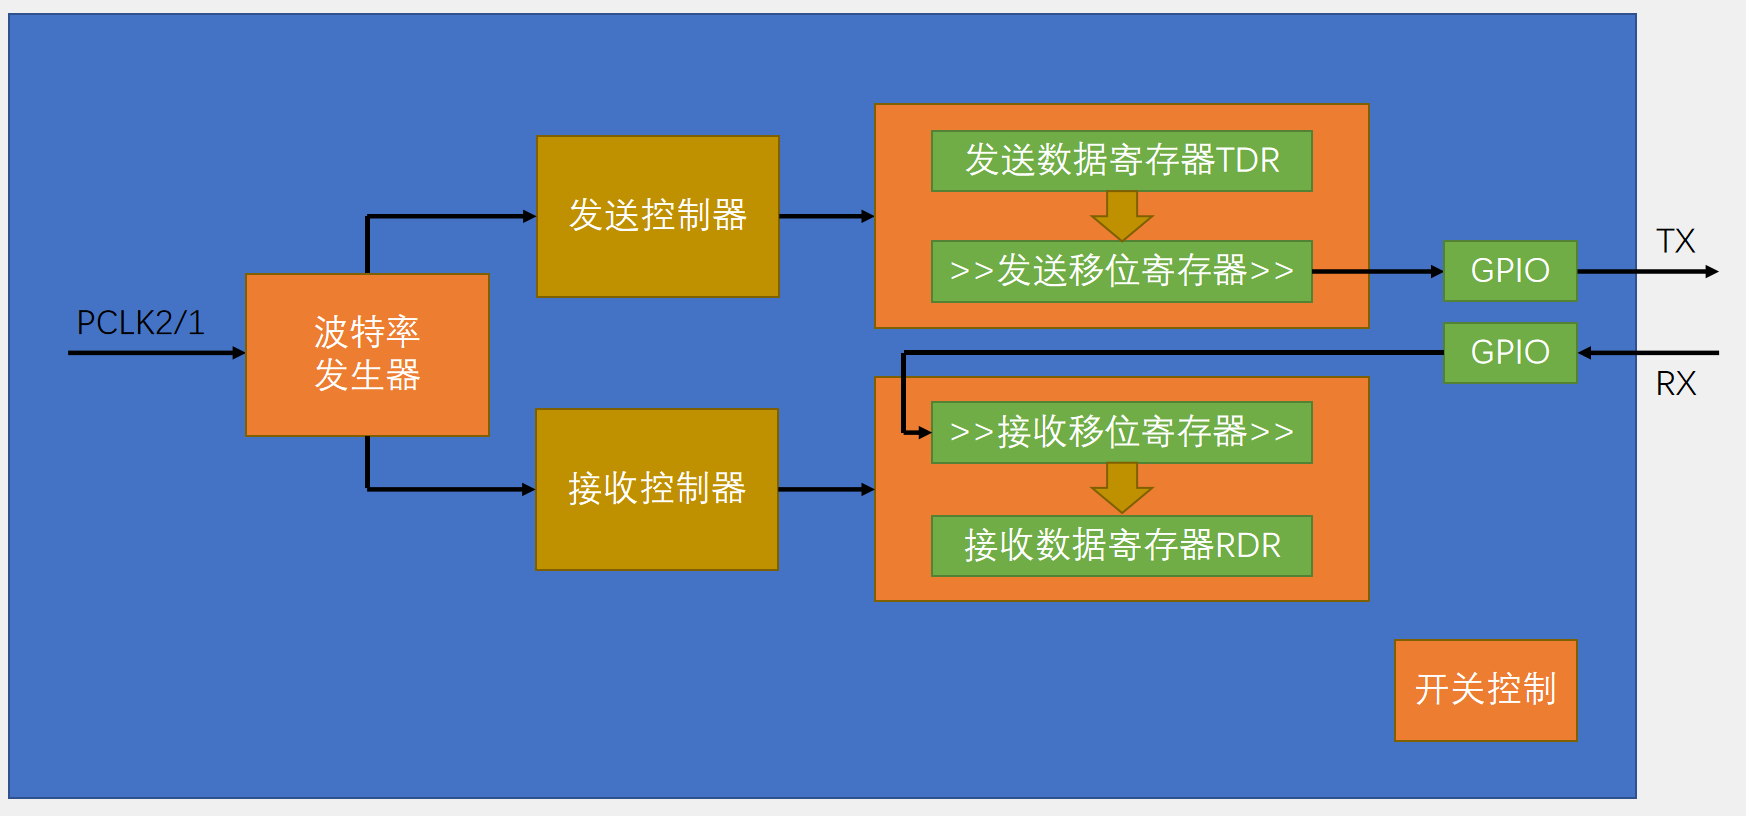 发送数据寄存器TDR
发送控制器
>>发送移位寄存器>>
GPIO
TX
PCLK2/1
波特率
发生器
GPIO
RX
>>接收移位寄存器>>
接收控制器
接收数据寄存器RDR
开关控制